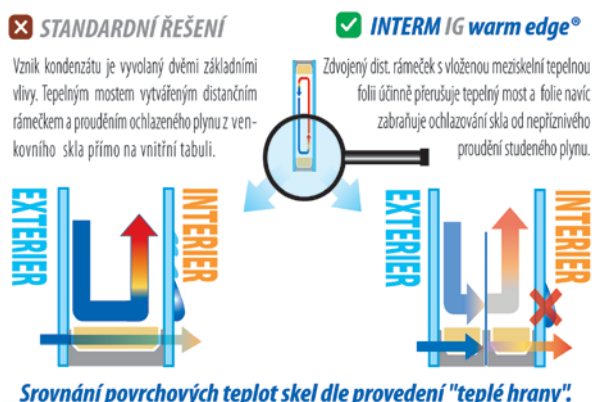 STANDARDNÍ ŘEŠENÍ
Vznik kondenzátu je vyvolaný dvěmi základními
vlivy. Tepelným mostem vytvářeným distančním
rámečkem a prouděním ochlazeného plynu z ven-
kovního skla přímo na vnitřní tabuli.
INTERM IG warm edge®
Zdvojený dist. rámeček s vloženou meziskelní tepelnou
folii účinně přerušuje tepelný most a folie navíc
zabraňuje ochlazování skla od nepříznivého
proudění studeného plynu.
EXTERIER
INTERIER
EXTERIER
INTERIER
Srovnání povrchových teplot skel dle provedení "teplé hrany".